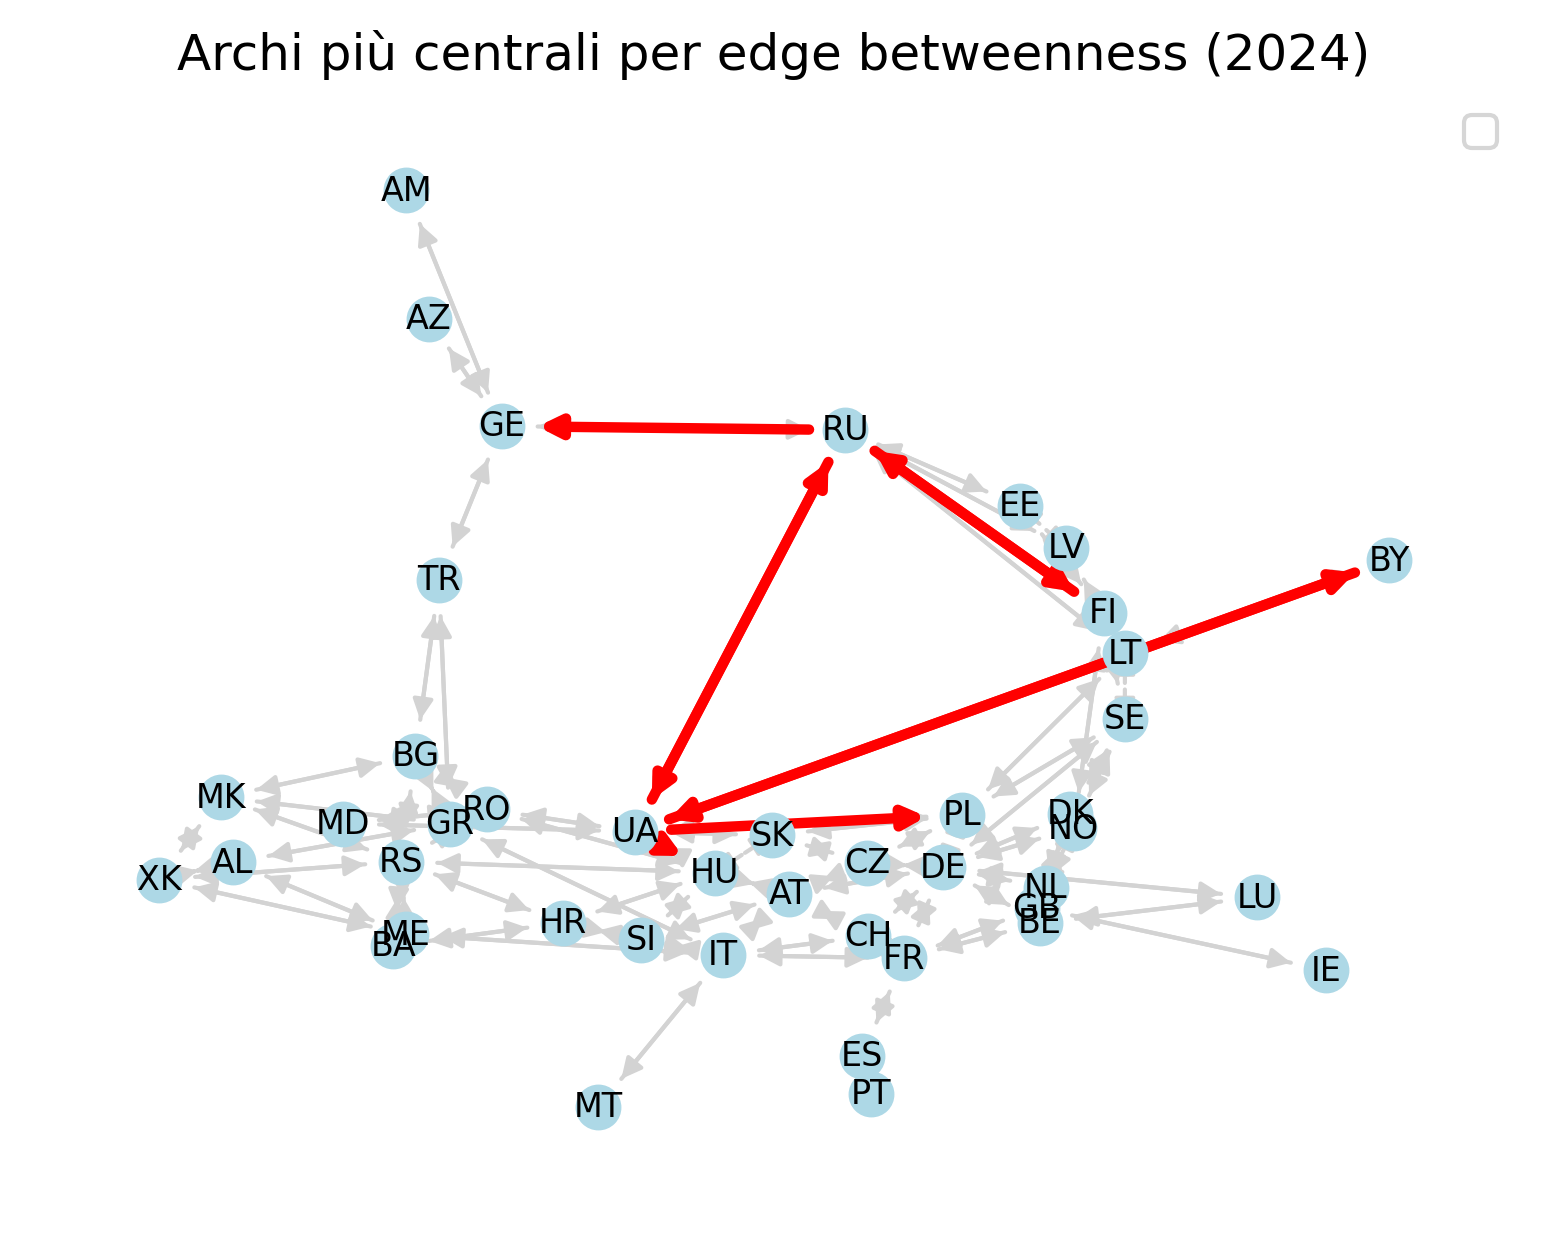 Archi più centrali per edge betweenness (2024)
AM
AZ
GE
RU
EE
LV
BY
TR
FI
LT
SE
BG
MK
RO
MD
GR
UA
SK
PL
DK
NO
AL
RS
XK
HU
CZ
DE
AT
NL
LU
GB
HR
ME
BA
SI
CH
BE
IT
FR
IE
ES
PT
MT